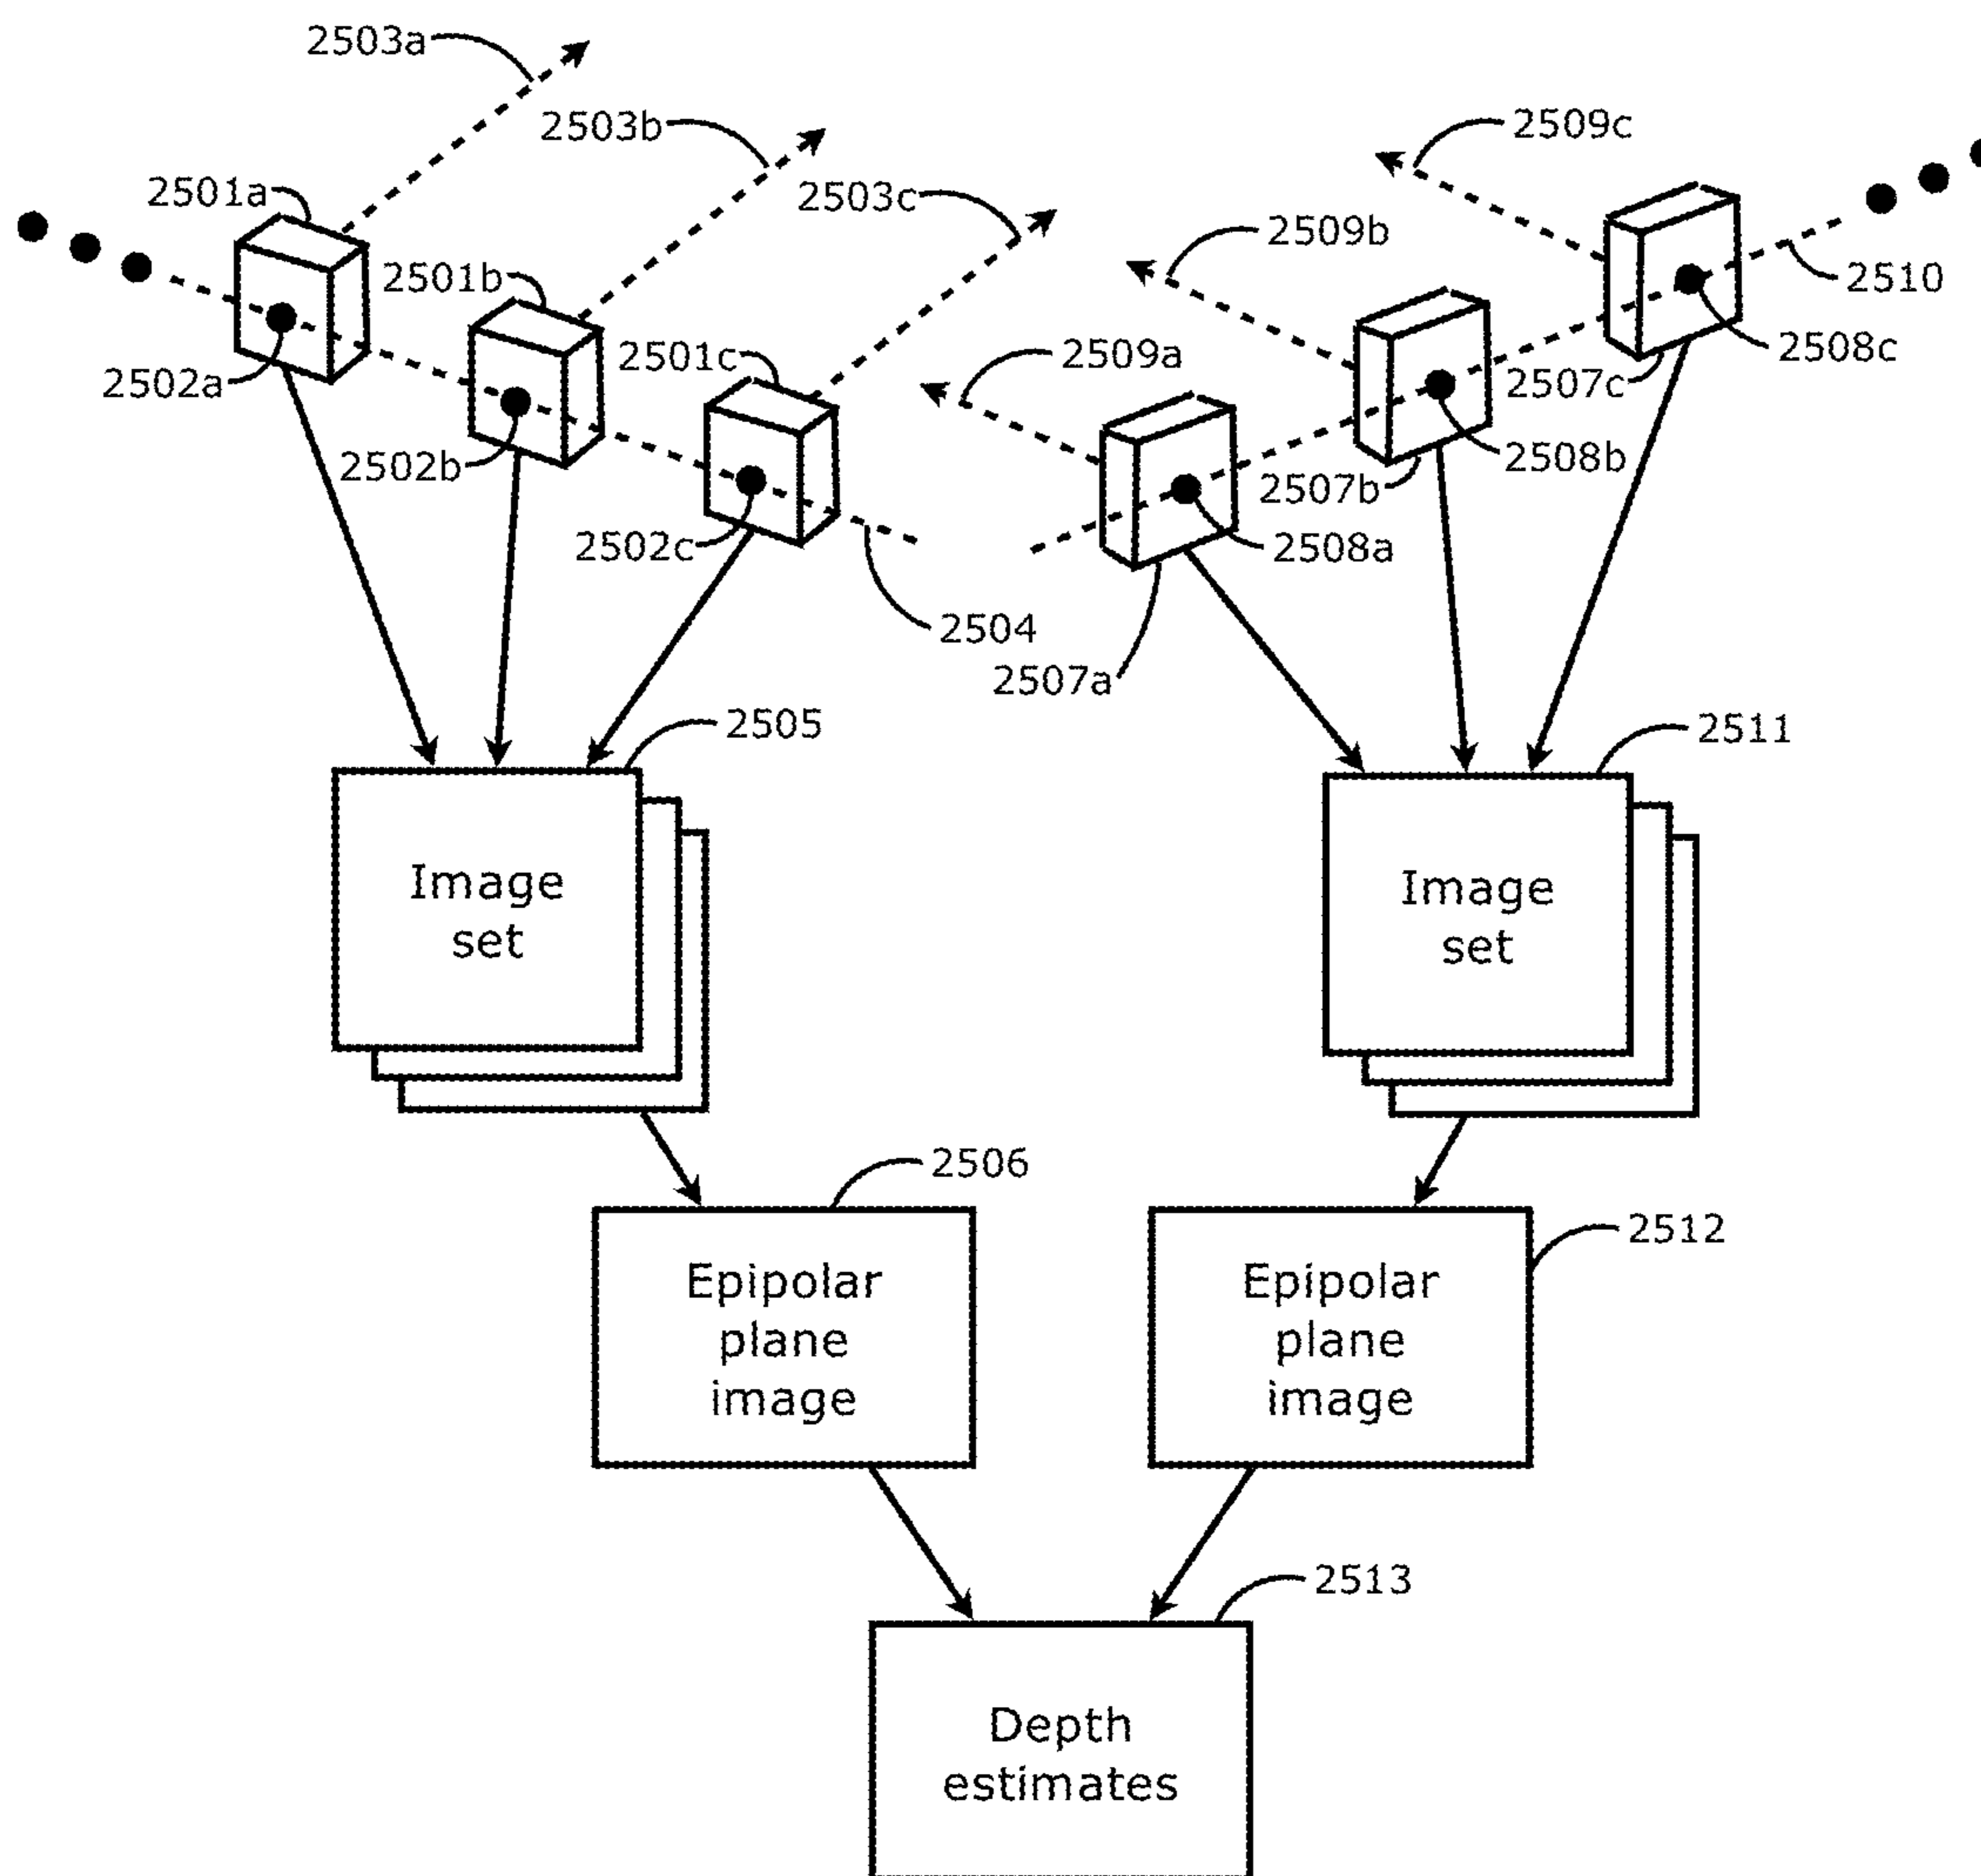 2503a
2503b
2509c
2501a
2503c
2509b
2501b
2510
2501c
2509a
2508c
2502a
2507c
2502b
2508b
2507b
2502c
2508a
2504
2507a
2505
2511
Image
set
Image
set
2506
2512
Epipolar
plane
image
Epipolar
plane
image
2513
Depth
estimates